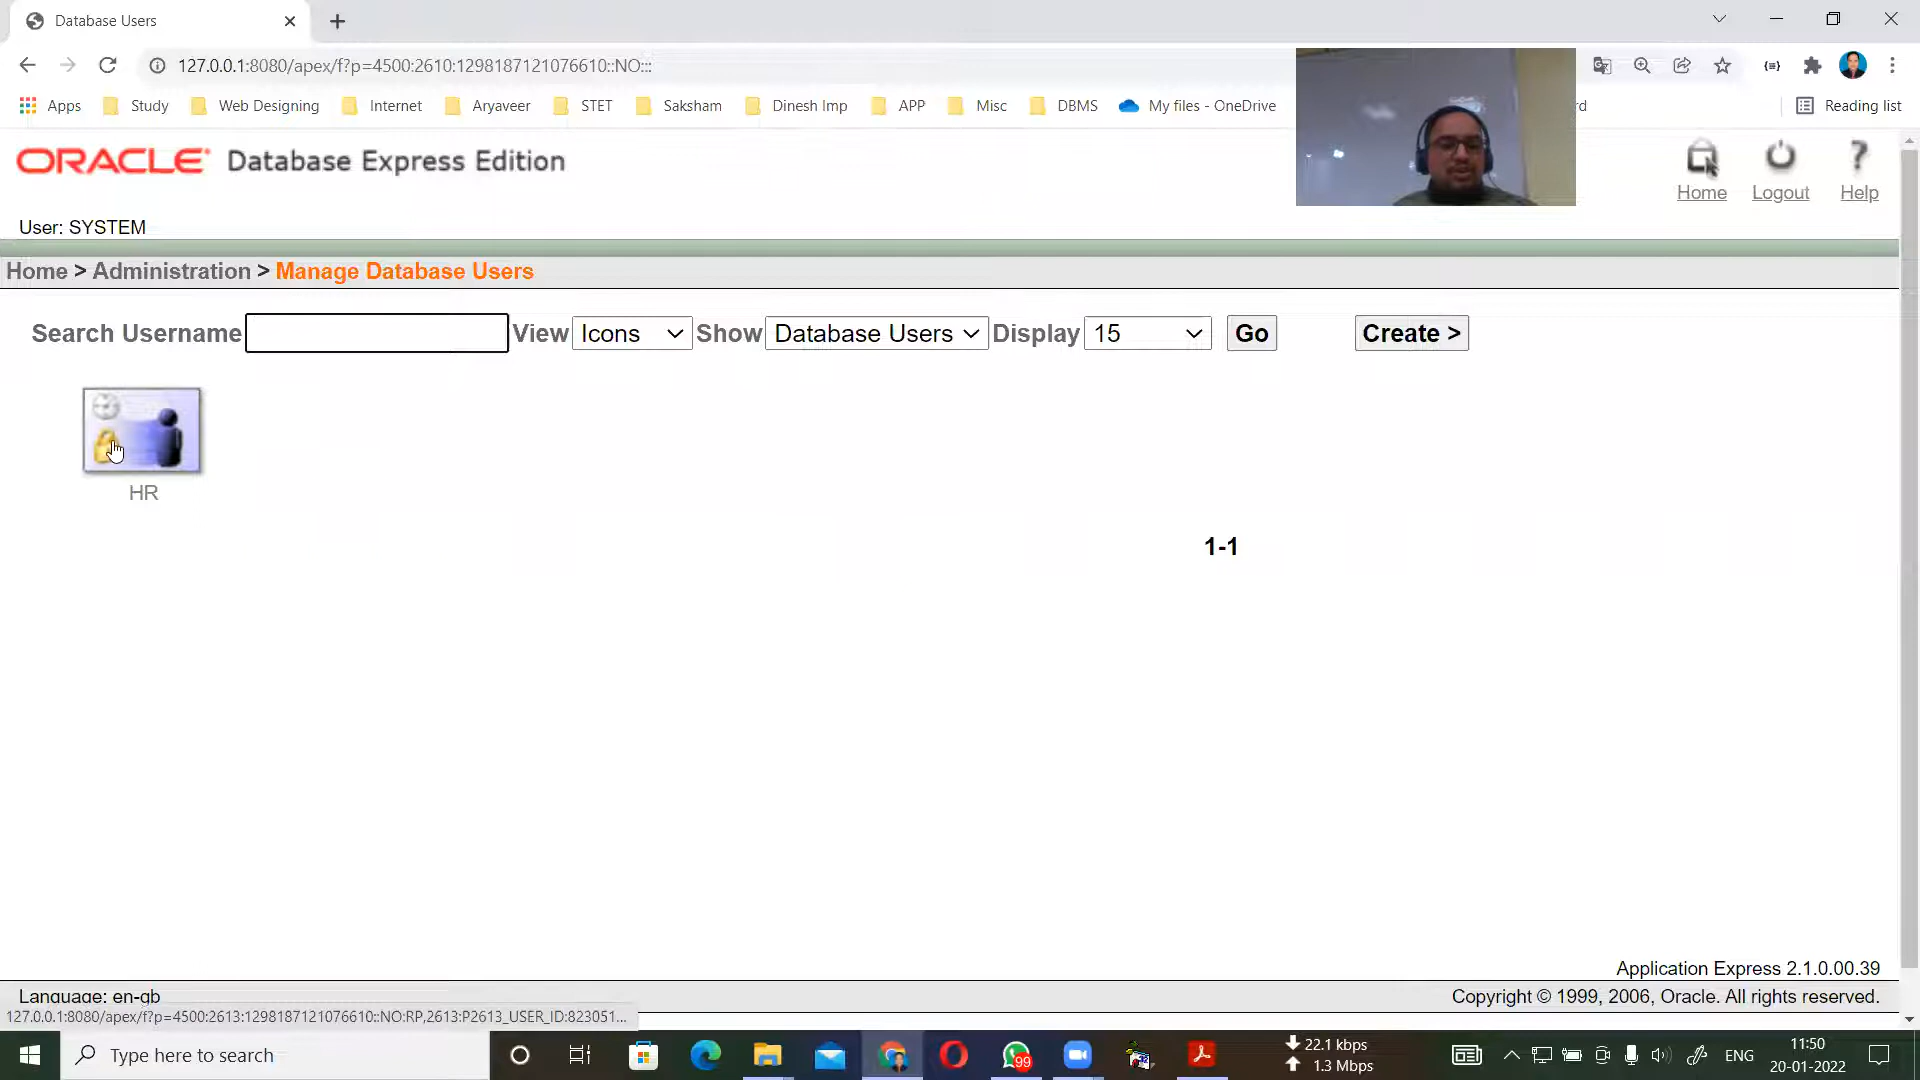 Database Users
127.0.0.1:8080/apex/f?p=4500:2610:1298187121076610::NO:::
Apps Study Web Designing Internet Aryaveer STET Saksham Dinesh Imp APP Misc DBMS My files - OneDrive rd Reading list
ORACLE Database Express Edition
Home Logout Help
User: SYSTEM
Home > Administration > Manage Database Users
Search Username View Icons Show Database Users Display 15 Go Create >
HR
1-1
Application Express 2.1.0.00.39
Language: en-gb Copyright © 1999, 2006, Oracle. All rights reserved.
127.0.0.1:8080/apex/f?p=4500:2613:1298187121076610::NO:RP,2613:P2613_USER_ID:823051...
Type here to search
99
22.1 kbps
1.3 Mbps
ENG
11:50
20-01-2022